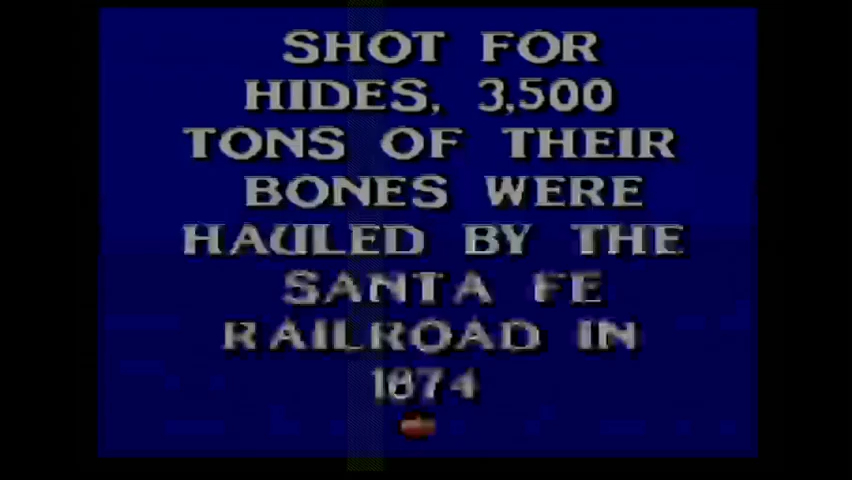 SHOT FOR
HIDES, 3,500
TONS OF THEIR
BONES WERE
HAULED BY THE
SANTA FE
RAILROAD IN
1874